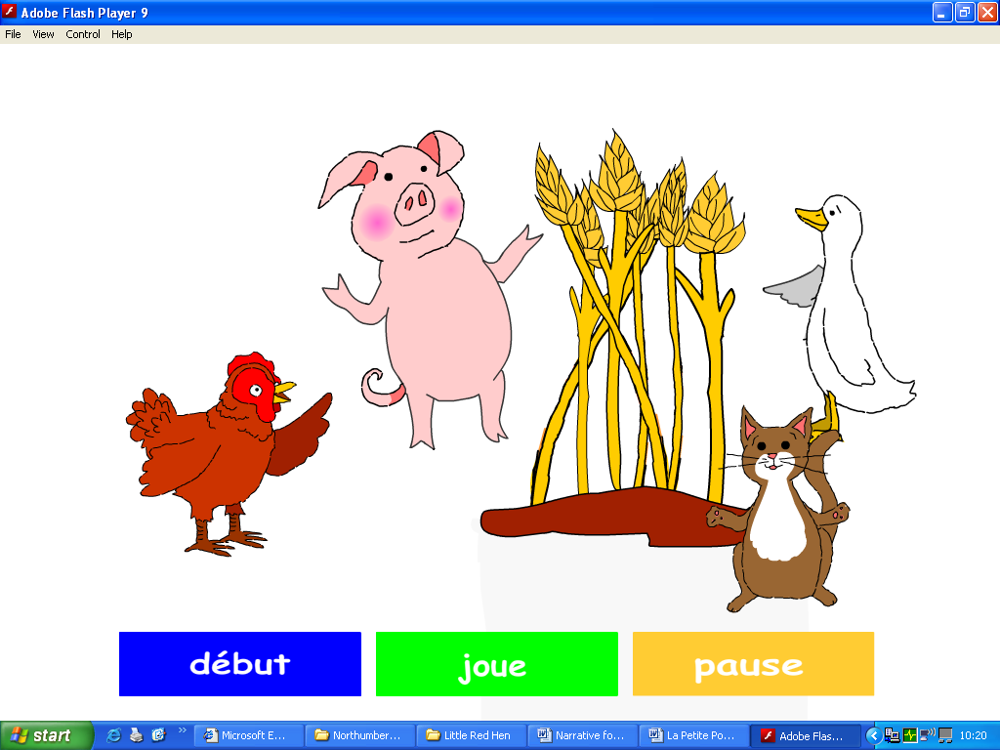 Adobe Flash Player 9
File View Control Help
début joue pause
start Microsoft E... Northumber... Little Red Hen Narrative fo... La Petite Po... Adobe Flas... 10:20